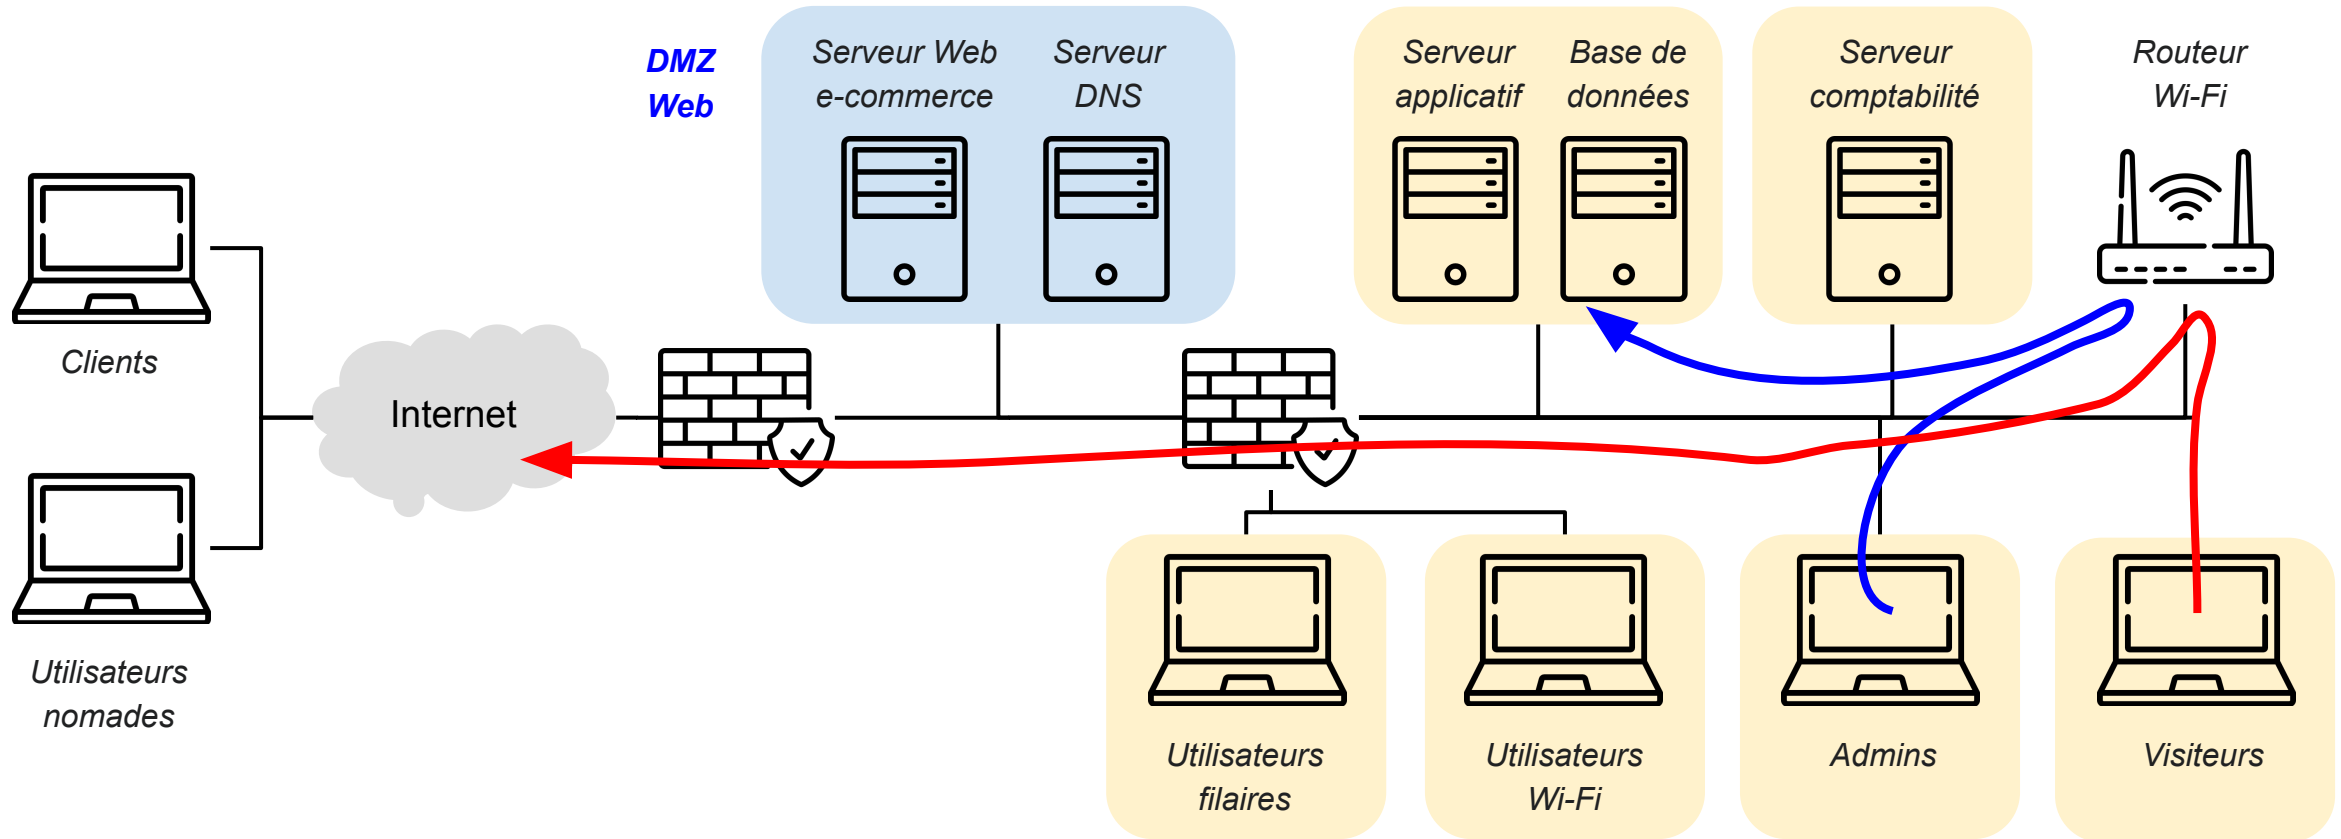 DMZ
Web
Serveur Web
e-commerce
Serveur
DNS
Serveur
applicatif
Base de
données
Serveur
comptabilité
Routeur
Wi-Fi
Clients
Internet
Utilisateurs
nomades
Utilisateurs
filaires
Utilisateurs
Wi-Fi
Admins
Visiteurs